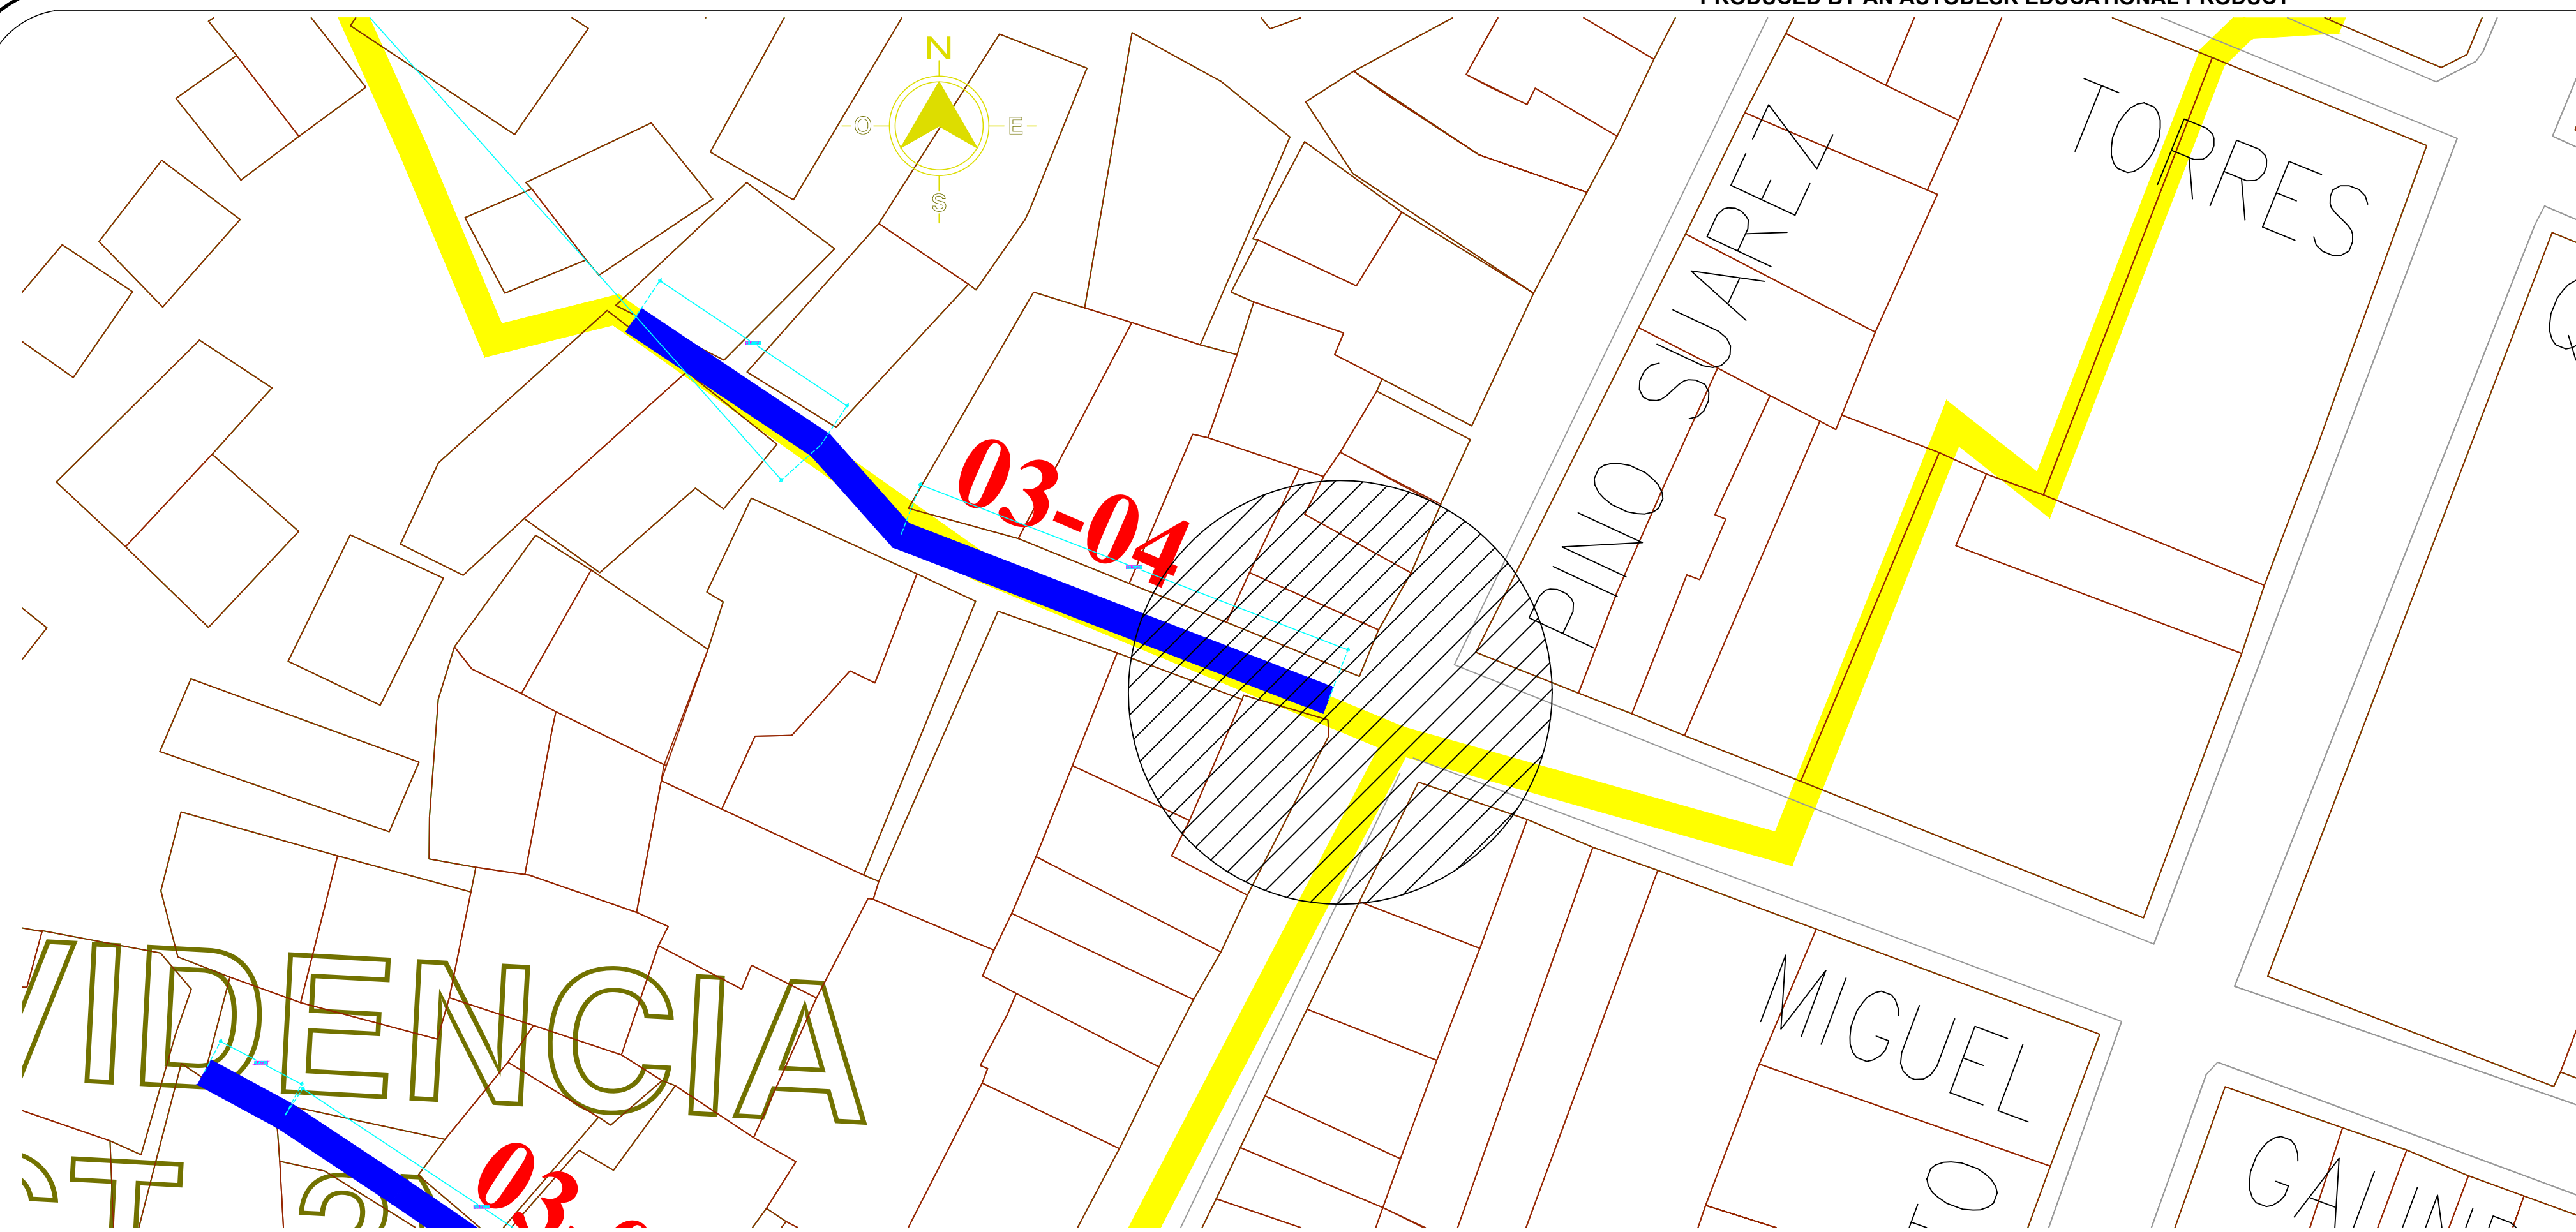 PRODUCED BY AN AUTODESK EDUCATIONAL PRODUCT
N
O
E
S
TORRES
PINO SUAREZ
03-04
MIGUEL
VIDENCIA